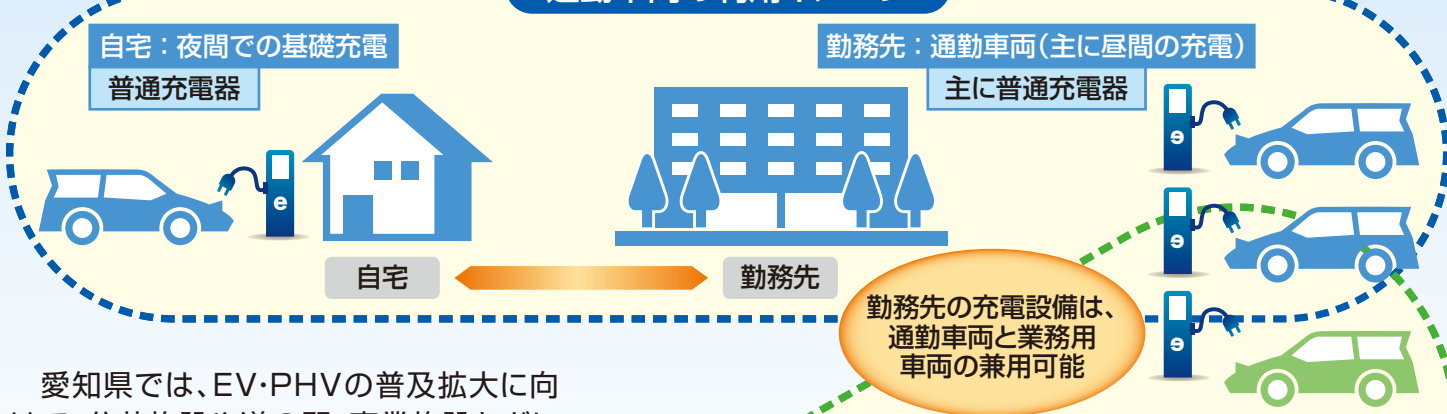 自宅：夜間での基礎充電
普通充電器
勤務先：通勤車両（主に昼間の充電）
主に普通充電器
e
e
e
e
自宅
勤務先
勤務先の充電設備は、
通勤車両と業務用
車両の兼用可能
愛知県では、EV・PHVの普及拡大に向